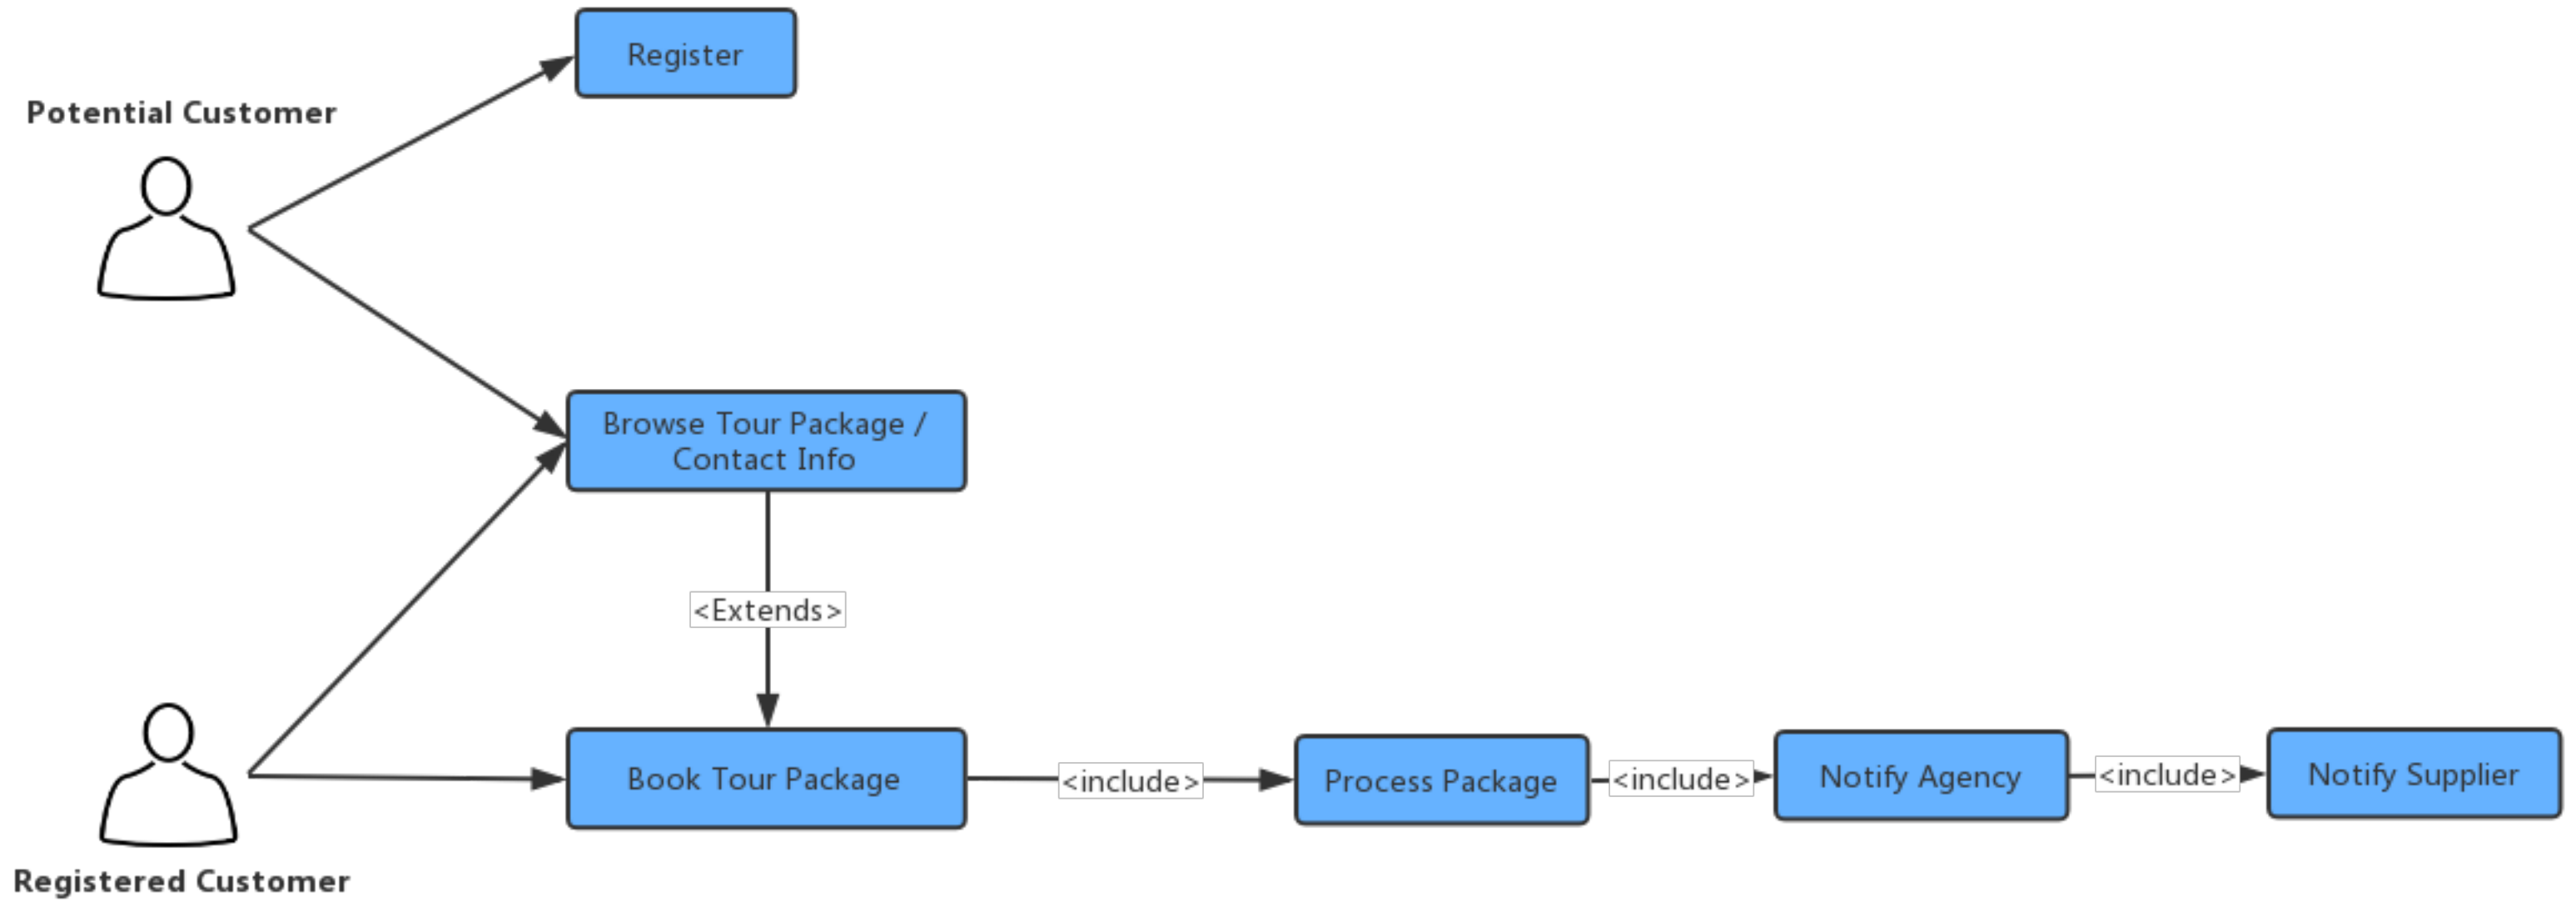 Register
Potential Customer
Browse Tour Package /
Contact Info
<Extends>
Book Tour Package
<include>
Process Package
<include>
Notify Agency
<include>
Notify Supplier
Registered Customer